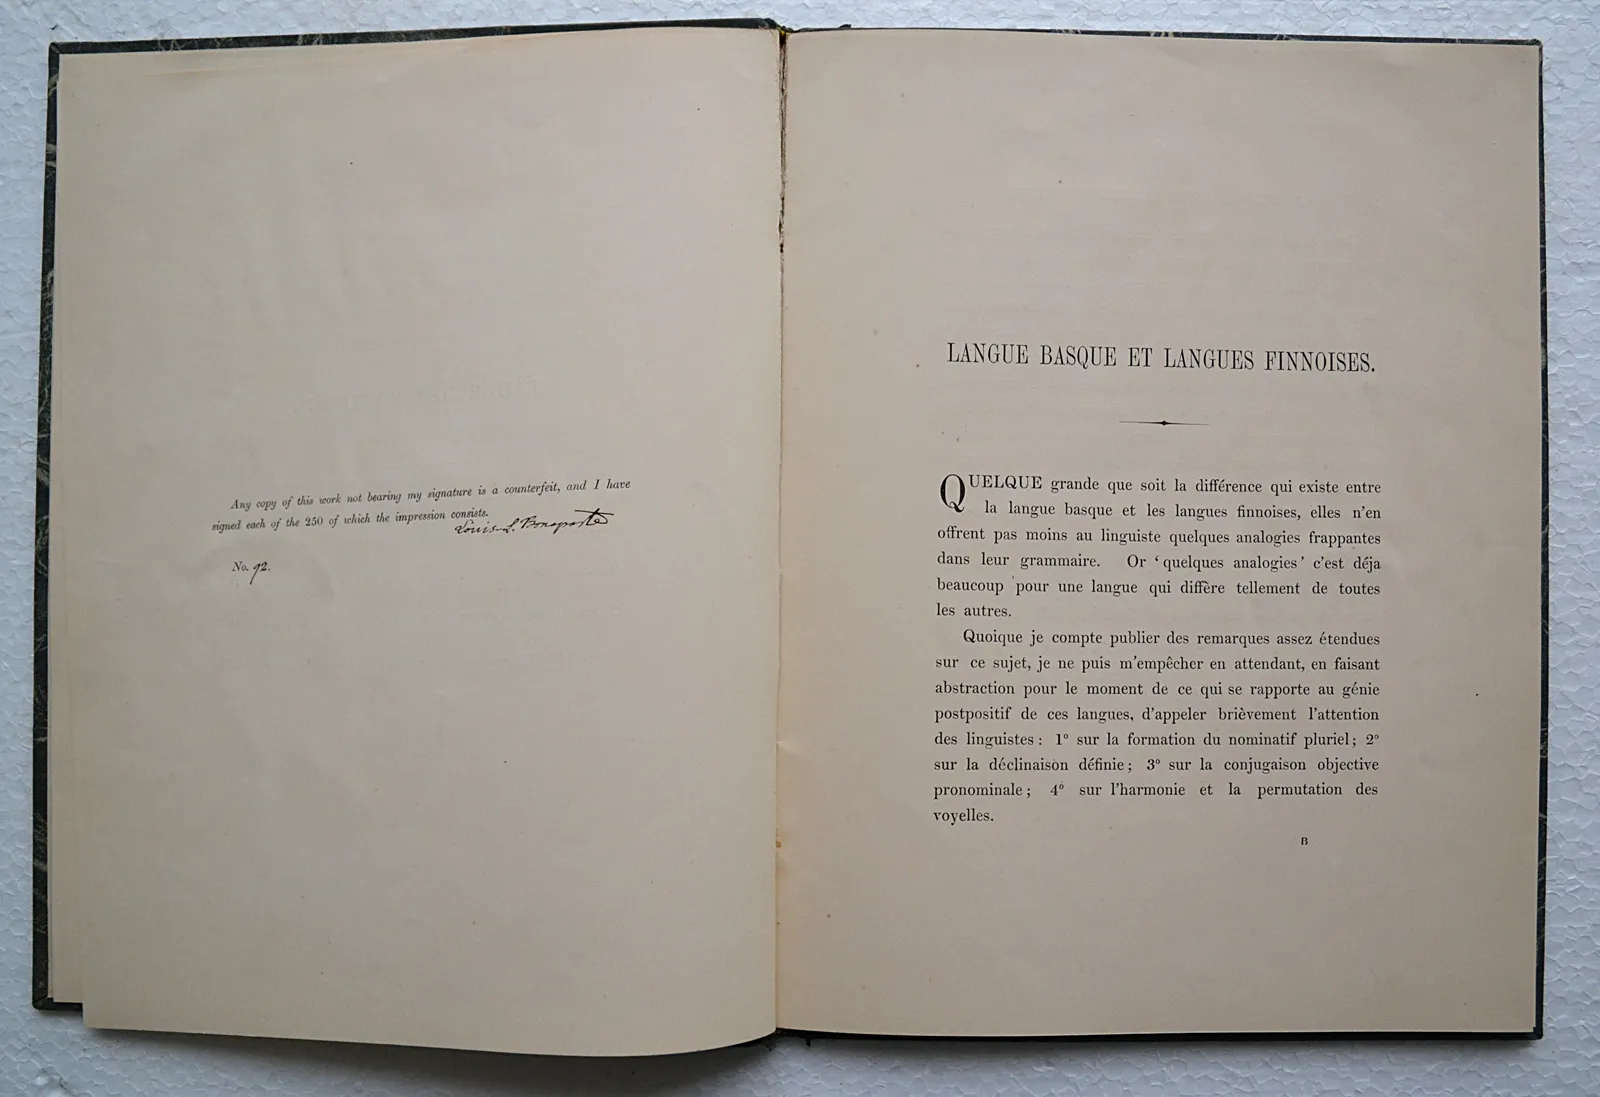 Any copy of this work not bearing my signature is a counterfeit, and I have
signed each of the 250 of which the impression consists.
Louis L. Bonaparte
No. 92.
LANGUE BASQUE ET LANGUES FINNOISES.
QUELQUE grande que soit la différence qui existe entre
la langue basque et les langues finnoises, elles n'en
offrent pas moins au linguiste quelques analogies frappantes
dans leur grammaire. Or ‘quelques analogies’ c'est déja
beaucoup pour une langue qui diffère tellement de toutes
les autres.
Quoique je compte publier des remarques assez étendues
sur ce sujet, je ne puis m'empêcher en attendant, en faisant
abstraction pour le moment de ce qui se rapporte au génie
postpositif de ces langues, d'appeler brièvement l'attention
des linguistes : 1° sur la formation du nominatif pluriel ; 2°
sur la déclinaison définie ; 3° sur la conjugaison objective
pronominale ; 4° sur l'harmonie et la permutation des
voyelles.
B